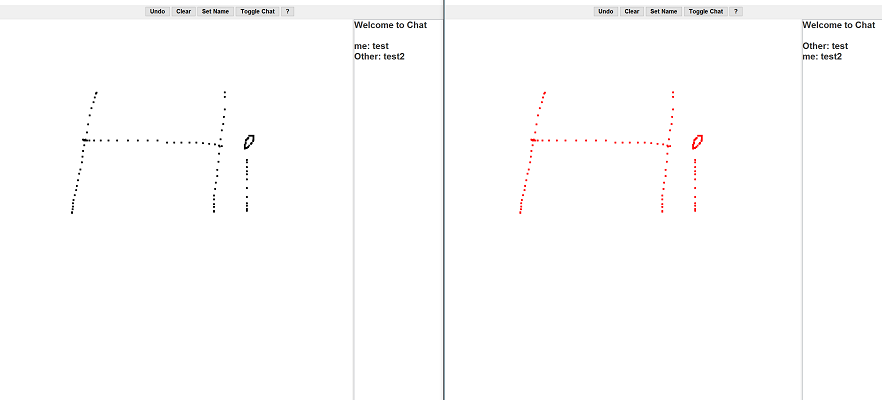 Undo Clear Set Name Toggle Chat ?
Welcome to Chat
me: test
Other: test2
Hi
Undo Clear Set Name Toggle Chat ?
Welcome to Chat
Other: test
me: test2
Hi